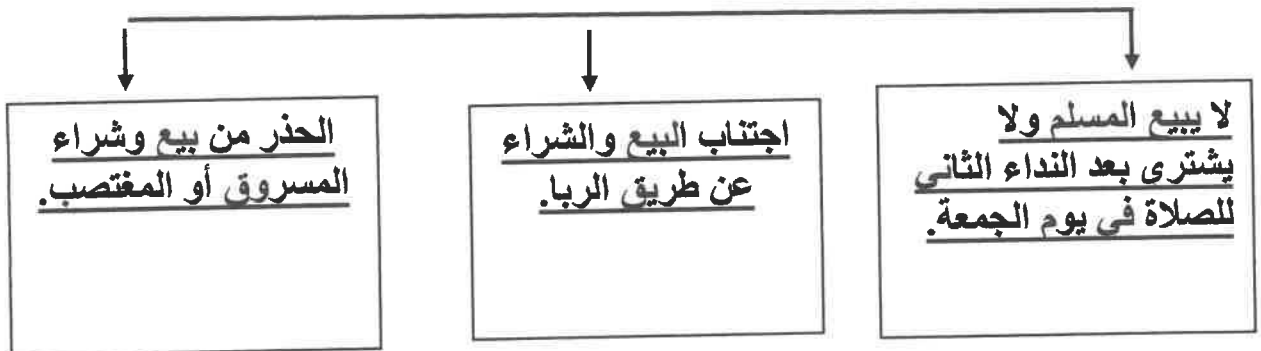 لا يبيع المسلم ولا
يشترى بعد النداء الثاني
للصلاة في يوم الجمعة.
اجتناب البيع والشراء
عن طريق الربا.
الحذر من بيع وشراء
المسروق أو المغتصب.